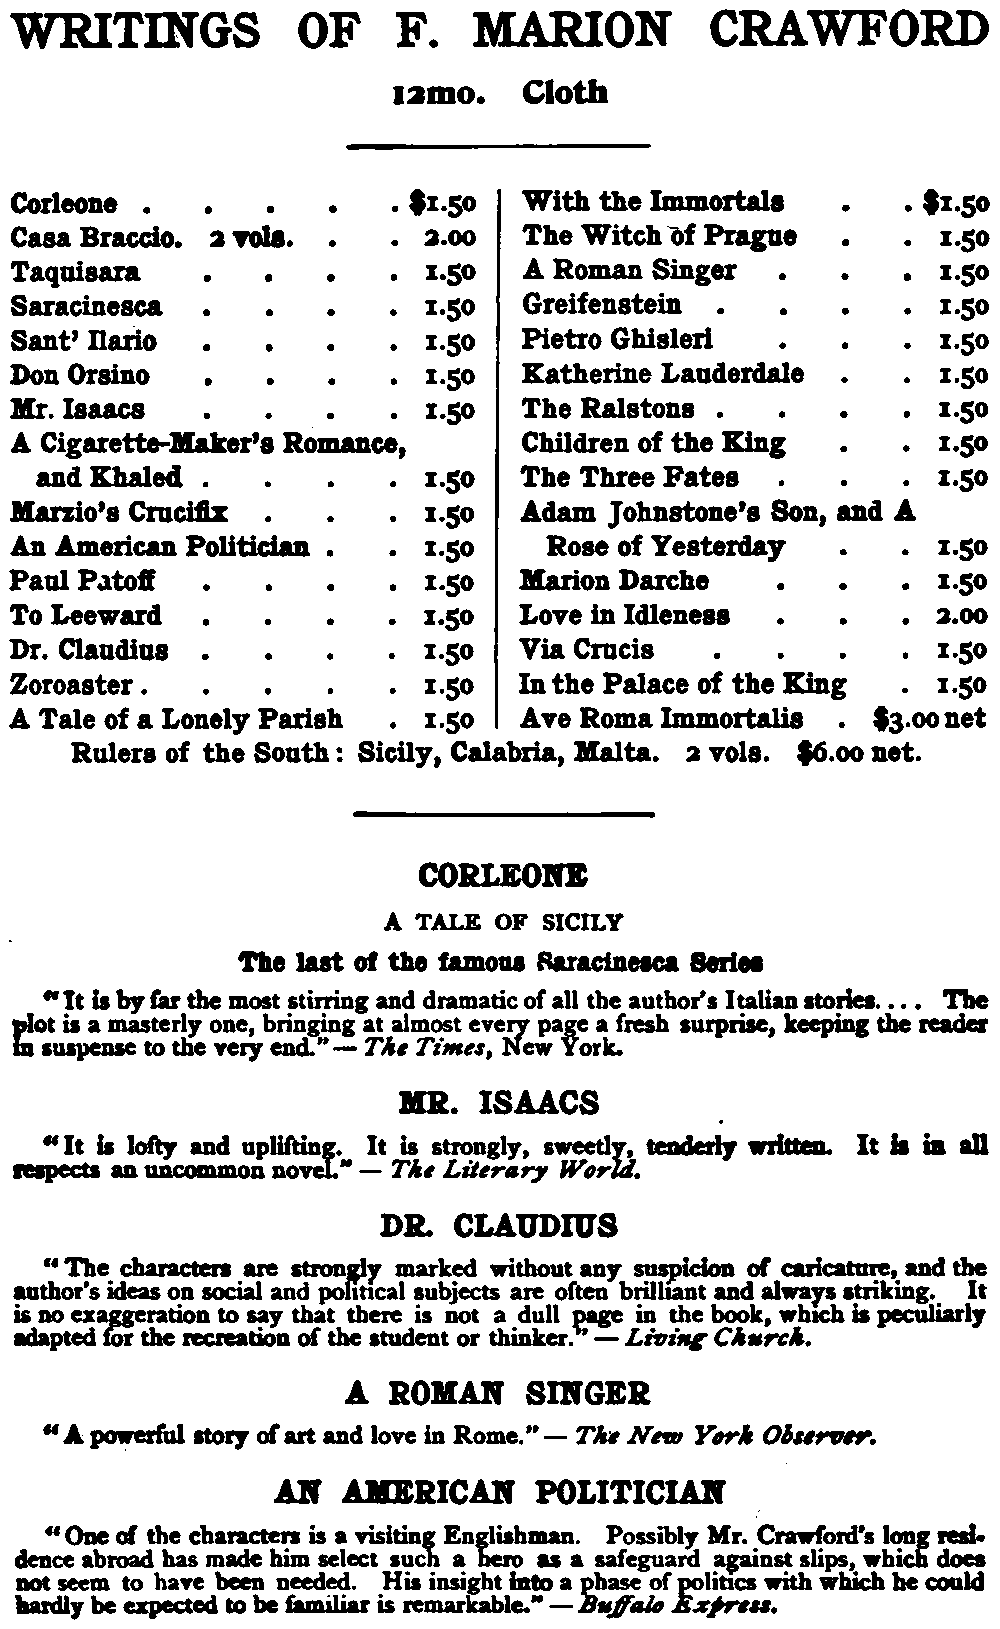 WRITINGS OF F. MARION CRAWFORD
12mo. Cloth
Corleone . . . . . $1.50
Casa Braccio. 2 vols. . . 2.00
Taquisara . . . . 1.50
Saracinesca . . . . 1.50
Sant' Ilario . . . . 1.50
Don Orsino . . . . 1.50
Mr. Isaacs . . . . 1.50
A Cigarette-Maker's Romance,
and Khaled . . . . 1.50
Marzio's Crucifix . . . 1.50
An American Politician . . 1.50
Paul Patoff . . . . 1.50
To Leeward . . . . 1.50
Dr. Claudius . . . . 1.50
Zoroaster . . . . . 1.50
A Tale of a Lonely Parish . 1.50
With the Immortals . . $1.50
The Witch of Prague . . 1.50
A Roman Singer . . . 1.50
Greifenstein . . . . 1.50
Pietro Ghisleri . . . 1.50
Katherine Lauderdale . . 1.50
The Ralstons . . . . 1.50
Children of the King . . 1.50
The Three Fates . . . 1.50
Adam Johnstone's Son, and A
Rose of Yesterday . . 1.50
Marion Darche . . . 1.50
Love in Idleness . . . 2.00
Via Crucis . . . . 1.50
In the Palace of the King . 1.50
Ave Roma Immortalis . $3.00 net
Rulers of the South: Sicily, Calabria, Malta. 2 vols. $6.00 net.
CORLEONE
A TALE OF SICILY
The last of the famous Saracinesca Series
"It is by far the most stirring and dramatic of all the author's Italian stories.... The
plot is a masterly one, bringing at almost every page a fresh surprise, keeping the reader
in suspense to the very end." — The Times, New York.
MR. ISAACS
"It is lofty and uplifting. It is strongly, sweetly, tenderly written. It is in all
respects an uncommon novel." — The Literary World.
DR. CLAUDIUS
"The characters are strongly marked without any suspicion of caricature, and the
author's ideas on social and political subjects are often brilliant and always striking. It
is no exaggeration to say that there is not a dull page in the book, which is peculiarly
adapted for the recreation of the student or thinker." — Living Church.
A ROMAN SINGER
"A powerful story of art and love in Rome." — The New York Observer.
AN AMERICAN POLITICIAN
"One of the characters is a visiting Englishman. Possibly Mr. Crawford's long resi-
dence abroad has made him select such a hero as a safeguard against slips, which does
not seem to have been needed. His insight into a phase of politics with which he could
hardly be expected to be familiar is remarkable." — Buffalo Express.